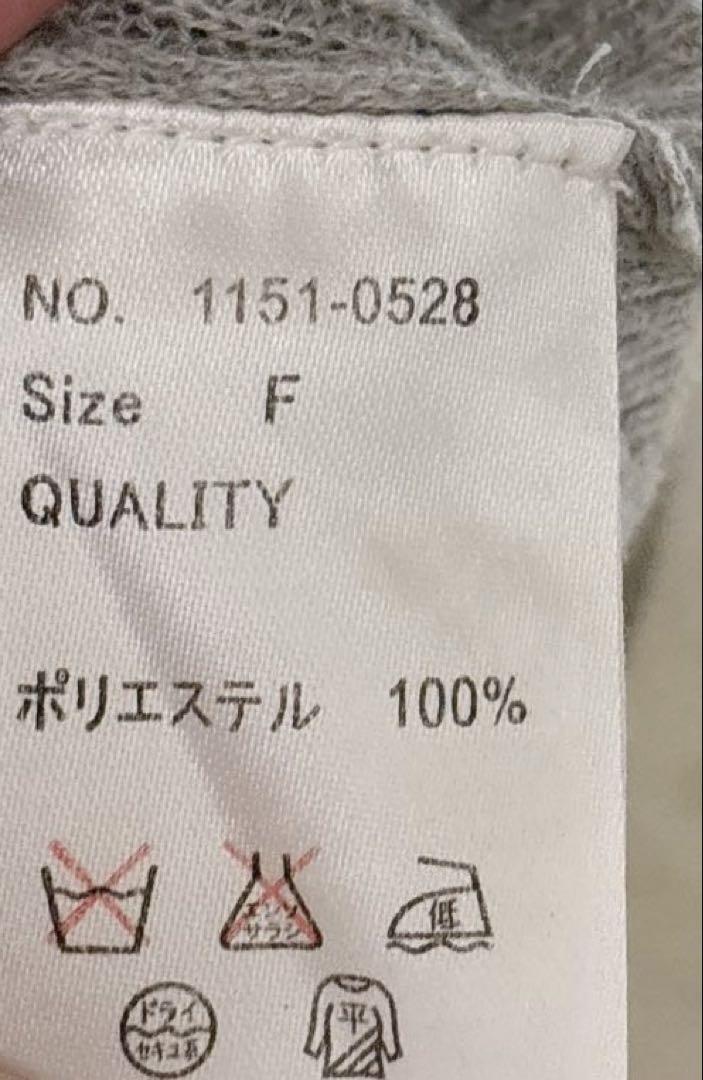 NO. 1151-0528
Size F
QUALITY
ポリエステル 100%
エンソ
サラシ
低
ドライ
セキユ系
平